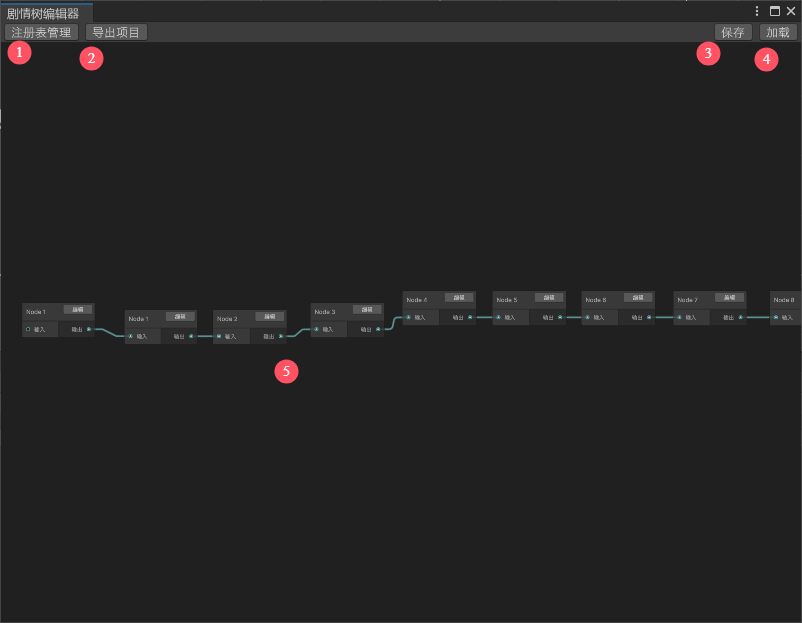 剧情树编辑器
注册表管理 导出项目 保存 加载
1 2 3 4
Node 1 编辑
输入 输出
Node 1 编辑
输入 输出
Node 2 编辑
输入 输出
Node 3 编辑
输入 输出
Node 4 编辑
输入 输出
Node 5 编辑
输入 输出
Node 6 编辑
输入 输出
Node 7 编辑
输入 输出
Node 8
输入
5